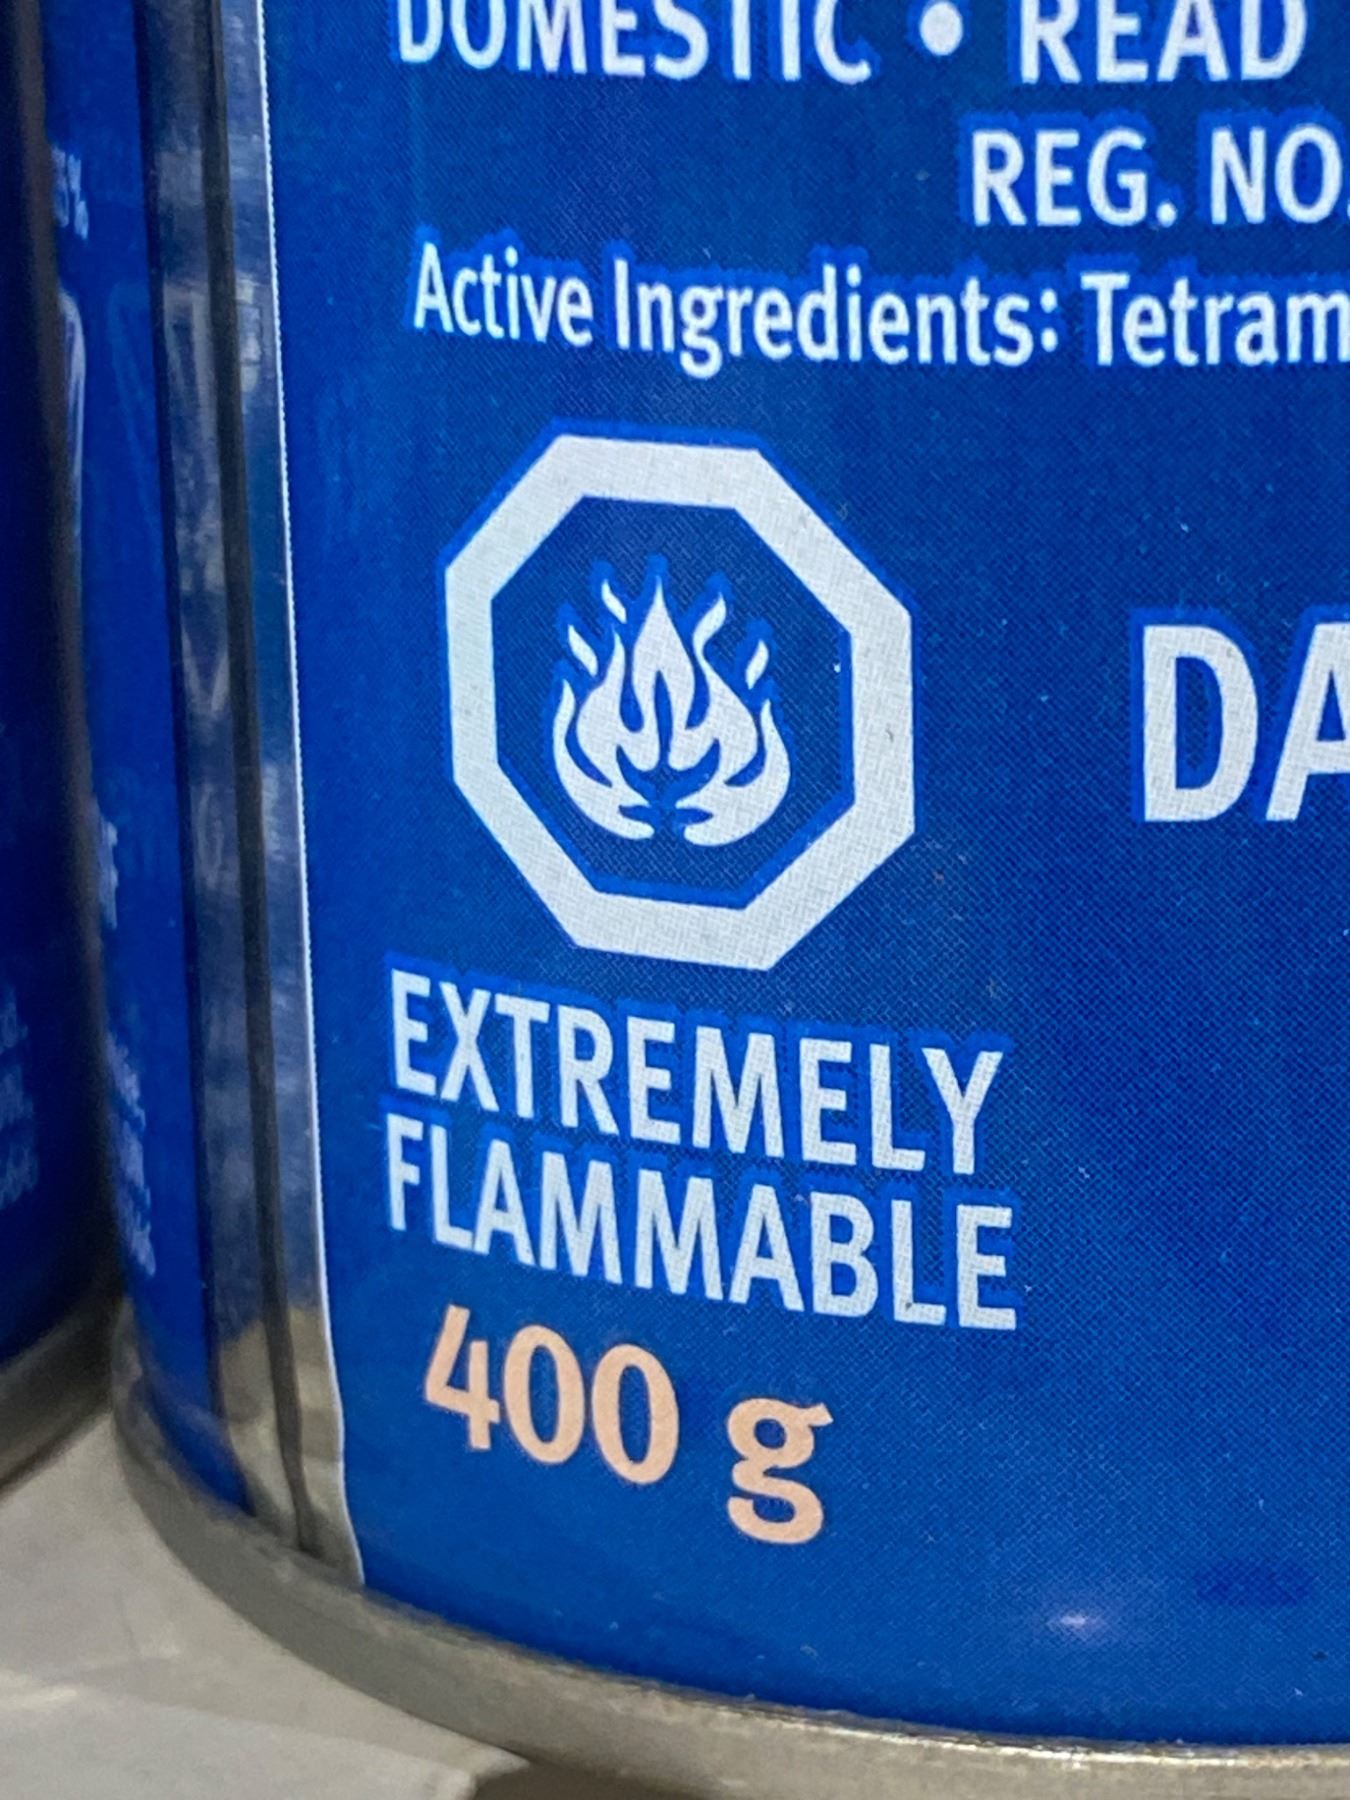 DOMESTIC • READ
REG. NO.
Active Ingredients: Tetram
DA
EXTREMELY
FLAMMABLE
400 g